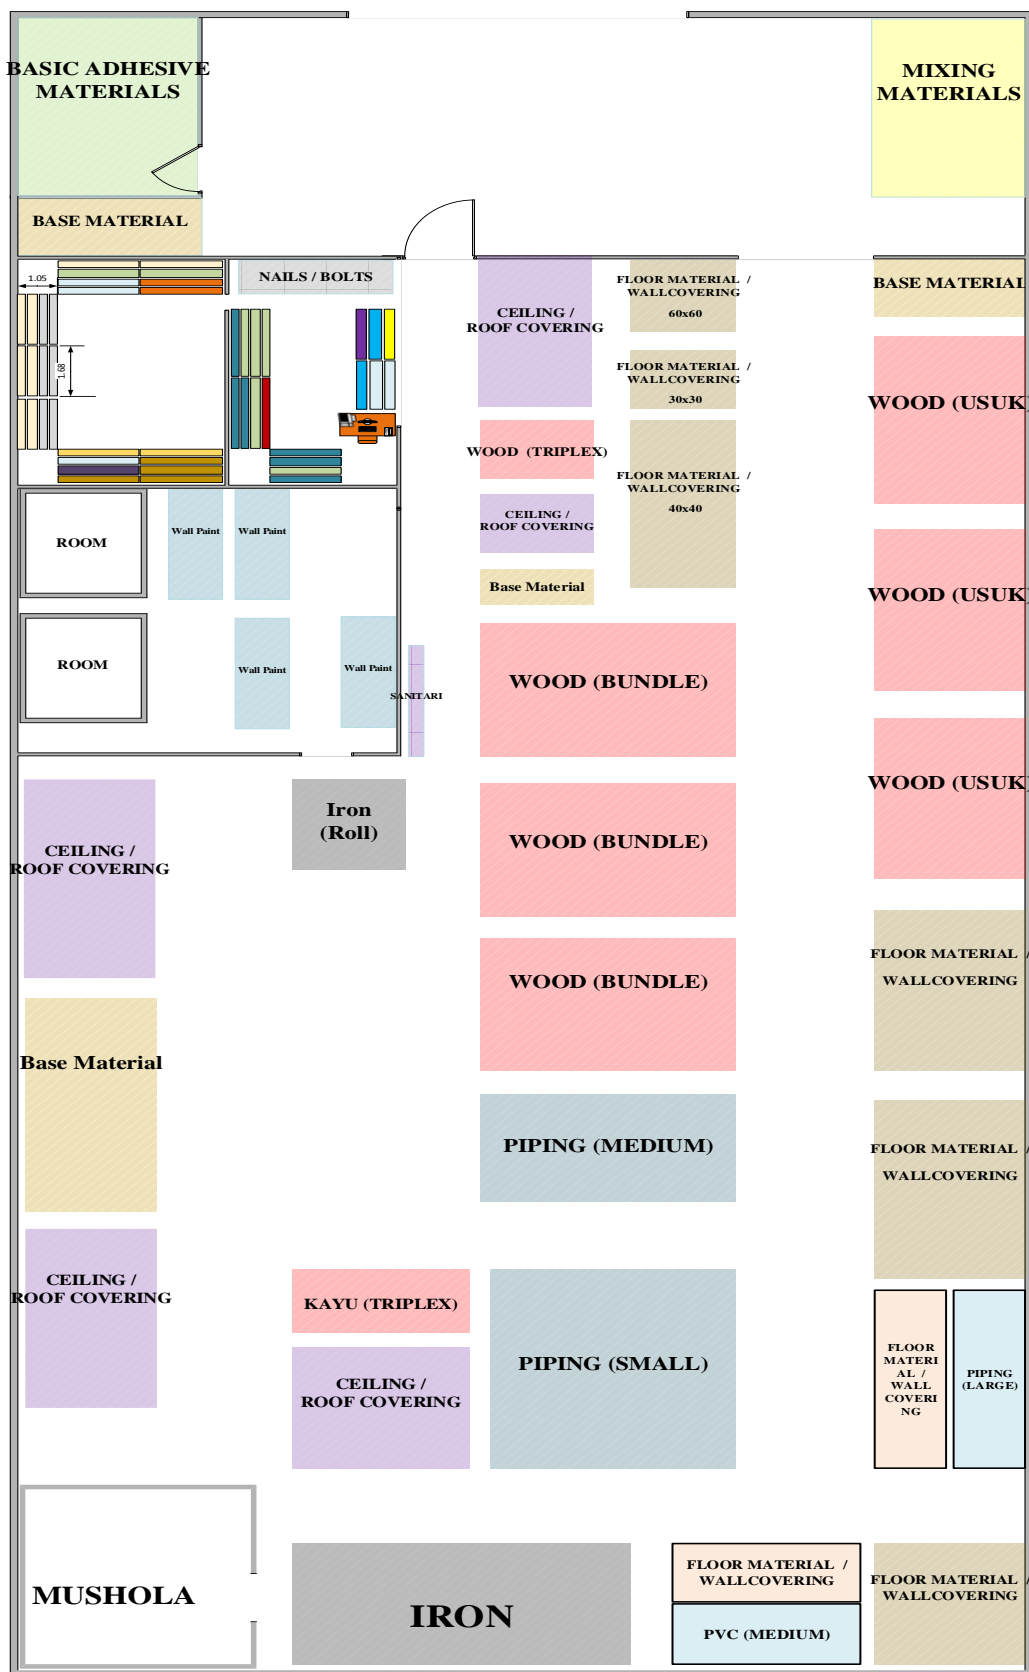 BASIC ADHESIVE
MATERIALS
MIXING
MATERIALS
BASE MATERIAL
1.05
NAILS / BOLTS
CEILING /
ROOF COVERING
FLOOR MATERIAL /
WALLCOVERING
60x60
BASE MATERIAL
1.68
FLOOR MATERIAL /
WALLCOVERING
30x30
WOOD (USUK)
WOOD (TRIPLEX)
FLOOR MATERIAL /
WALLCOVERING
40x40
CEILING /
ROOF COVERING
ROOM
Wall Paint
Wall Paint
Base Material
WOOD (USUK)
ROOM
Wall Paint
Wall Paint
SANITARI
WOOD (BUNDLE)
WOOD (USUK)
Iron
(Roll)
CEILING /
ROOF COVERING
WOOD (BUNDLE)
WOOD (BUNDLE)
FLOOR MATERIAL /
WALLCOVERING
Base Material
PIPING (MEDIUM)
FLOOR MATERIAL /
WALLCOVERING
CEILING /
ROOF COVERING
KAYU (TRIPLEX)
CEILING /
ROOF COVERING
PIPING (SMALL)
FLOOR
MATERI
AL /
WALL
COVERI
NG
PIPING
(LARGE)
MUSHOLA
IRON
FLOOR MATERIAL /
WALLCOVERING
PVC (MEDIUM)
FLOOR MATERIAL /
WALLCOVERING